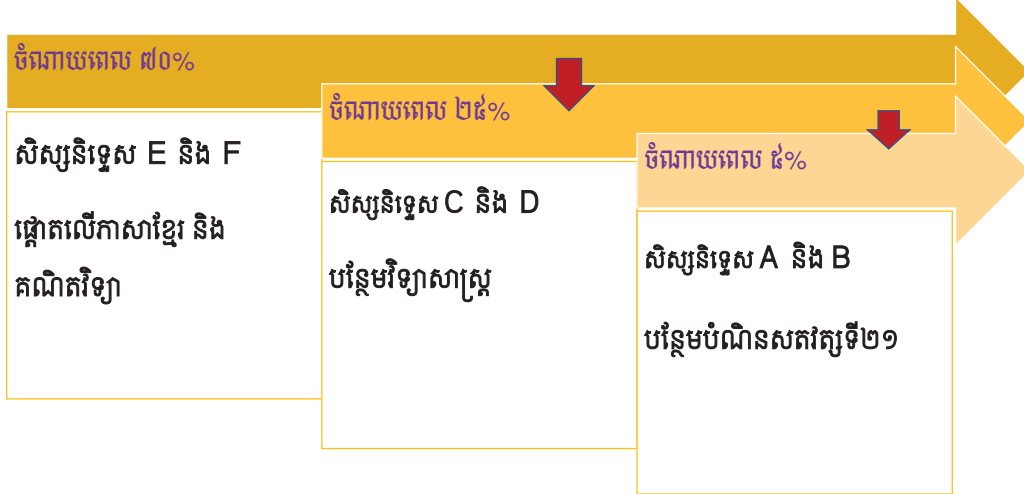 ចំណាយពេល ៧០%
សិស្សនិទ្ទេស E និង F
ផ្តោតលើភាសាខ្មែរ និង
គណិតវិទ្យា
ចំណាយពេល ២៥%
សិស្សនិទ្ទេស C និង D
បន្ថែមវិទ្យាសាស្ត្រ
ចំណាយពេល ៥%
សិស្សនិទ្ទេស A និង B
បន្ថែមបំណិនសតវត្សទី២១